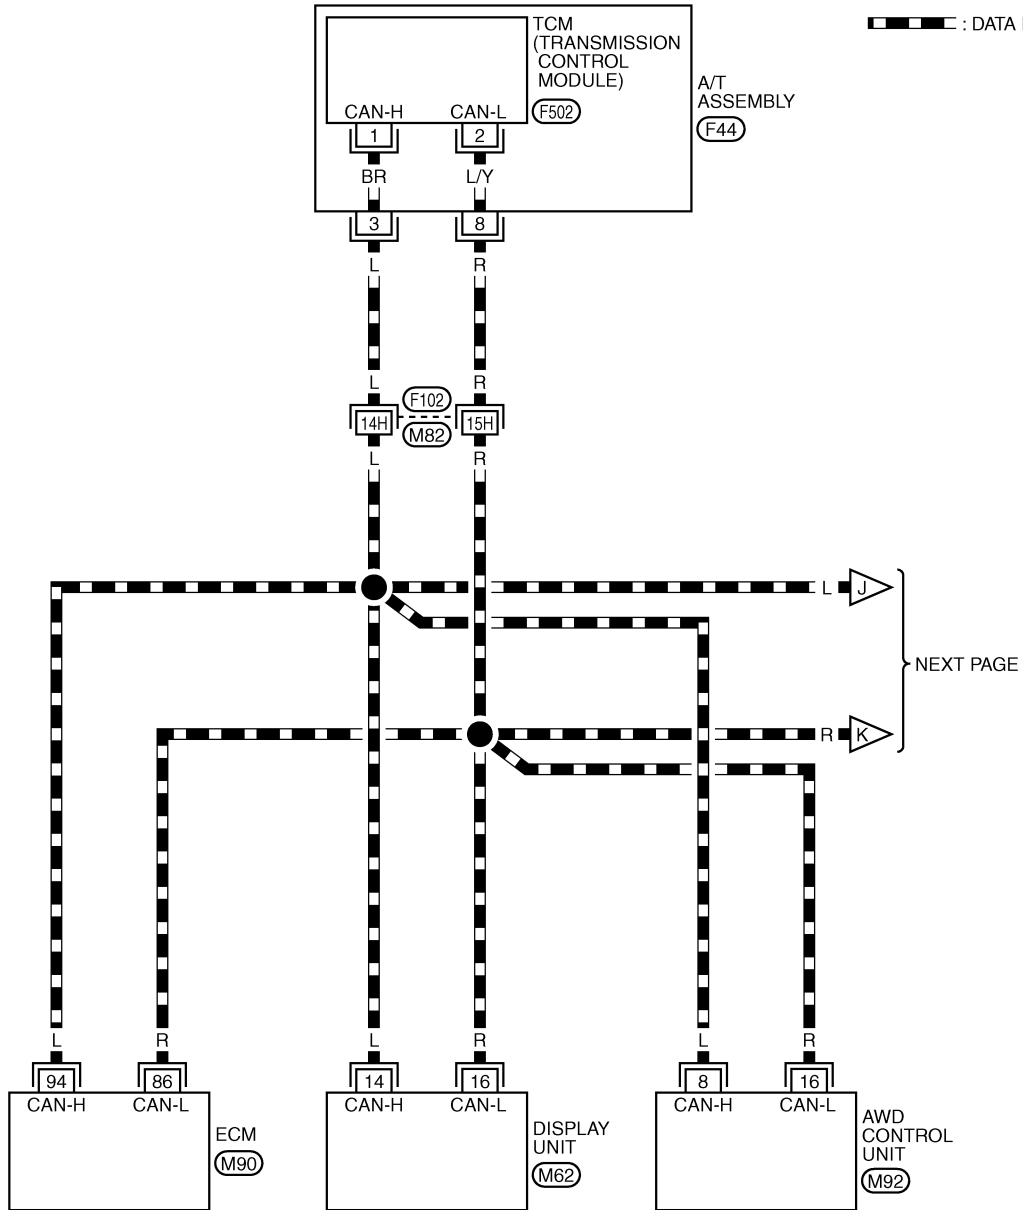 TCM
(TRANSMISSION
CONTROL
MODULE)
: DATA
A/T
ASSEMBLY
F44
F502
CAN-H CAN-L
1 2
BR L/Y
3 8
L R
L R
F102
14H 15H
M82
L R
L J
NEXT PAGE
R K
L R L R L R
94 86 14 16 8 16
CAN-H CAN-L CAN-H CAN-L CAN-H CAN-L
ECM
M90
DISPLAY
UNIT
M62
AWD
CONTROL
UNIT
M92